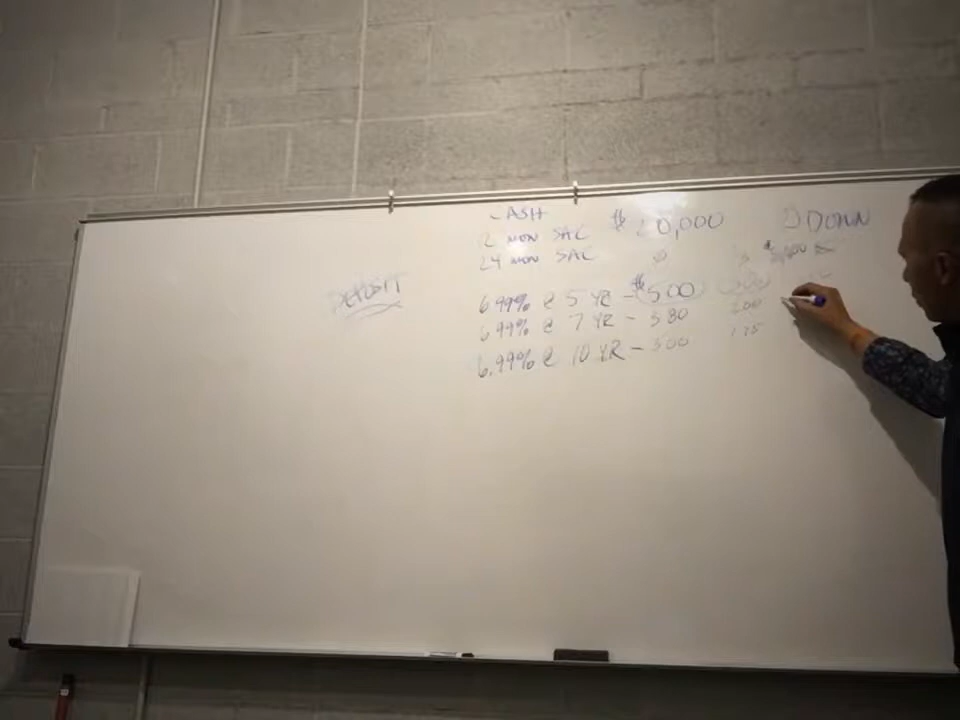 CASH
12 MON SAC $20,000 0 DOWN
24 MON SAC
DEPOSIT
6.99% @ 5 YR - $500
6.99% @ 7 YR - 380 200
6.99% @ 10 YR - 300 175